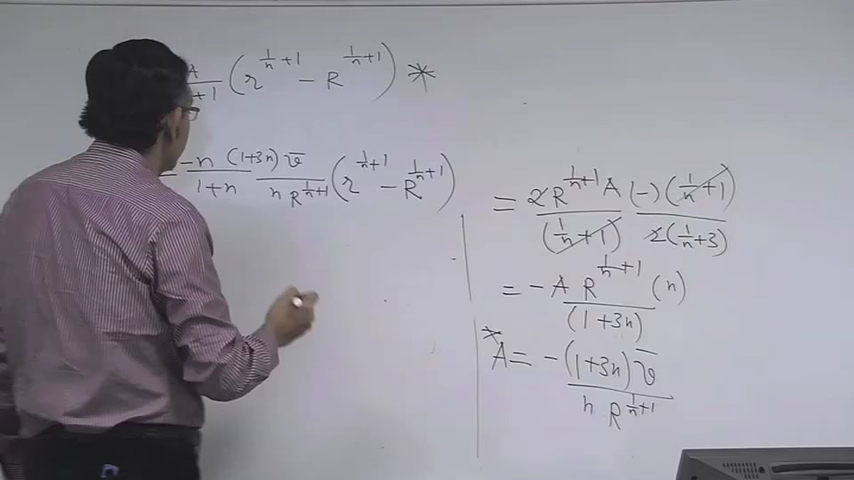 A/(…+1) (r^(1/n+1) − R^(1/n+1)) *
= −n/(1+n) (1+3n) v̄/(n R^(1/n+1)) (r^(1/n+1) − R^(1/n+1))
= 2R^(1/n+1) A/(1/n+1) (−)(1/n+1)/2(1/n+3)
= −A R^(1/n+1)/(1+3n) (n)
* A = −(1+3n) v̄/(n R^(1/n+1))